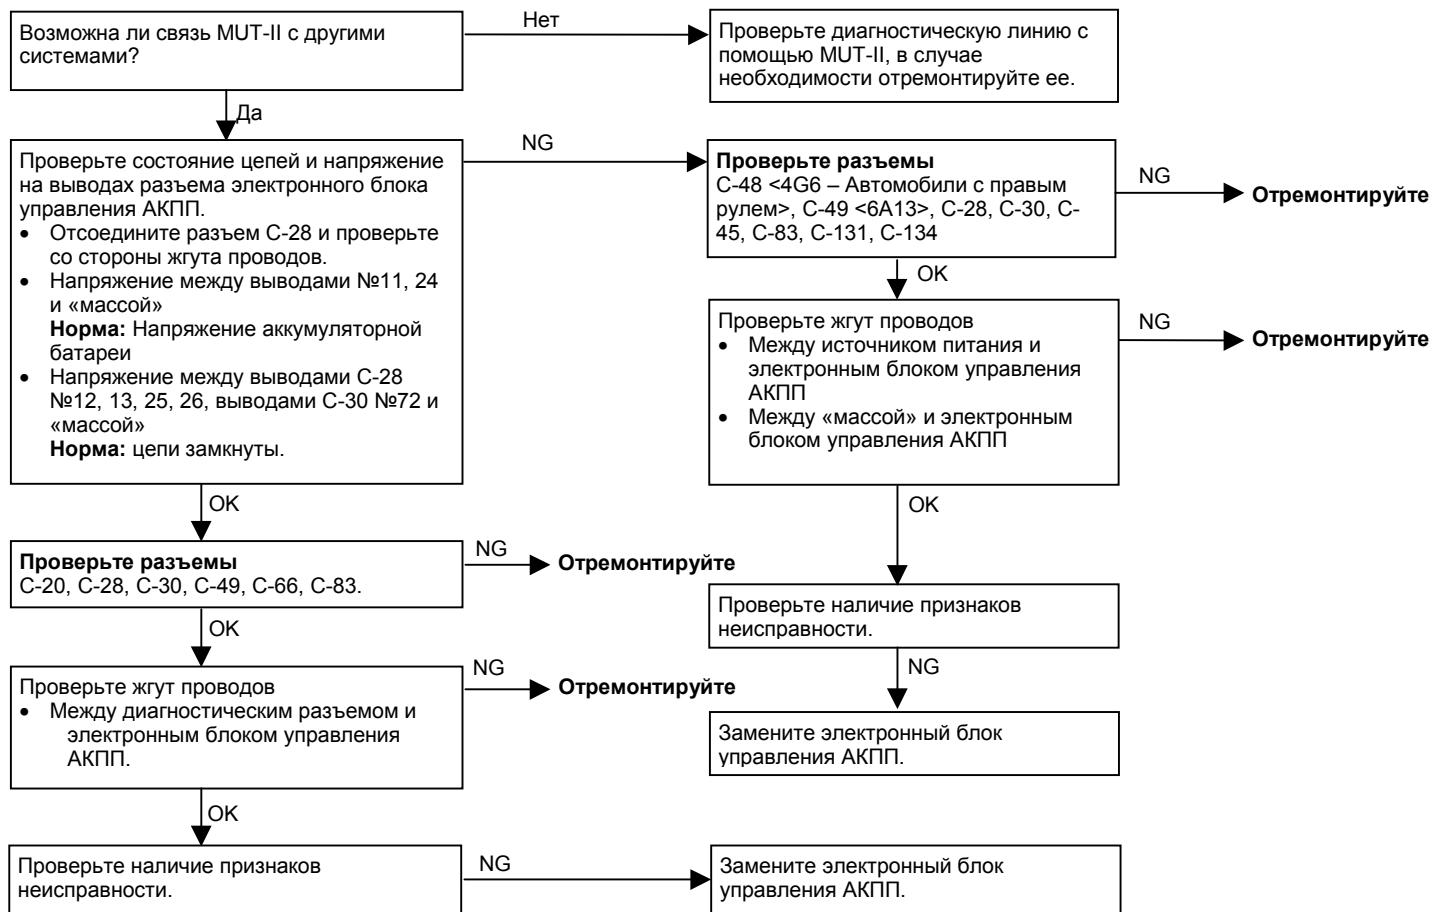 Возможна ли связь MUT-II с другими
системами?
Нет
Проверьте диагностическую линию с
помощью MUT-II, в случае
необходимости отремонтируйте ее.
Да
Проверьте состояние цепей и напряжение
на выводах разъема электронного блока
управления АКПП.
• Отсоедините разъем С-28 и проверьте
со стороны жгута проводов.
• Напряжение между выводами №11, 24
и «массой»
Норма: Напряжение аккумуляторной
батареи
• Напряжение между выводами С-28
№12, 13, 25, 26, выводами С-30 №72 и
«массой»
Норма: цепи замкнуты.
NG
Проверьте разъемы
С-48 <4G6 – Автомобили с правым
рулем>, С-49 <6А13>, С-28, С-30, С-
45, С-83, С-131, С-134
NG
Отремонтируйте
OK
Проверьте жгут проводов
• Между источником питания и
электронным блоком управления
АКПП
• Между «массой» и электронным
блоком управления АКПП
NG
Отремонтируйте
OK
Проверьте наличие признаков
неисправности.
NG
Замените электронный блок
управления АКПП.
OK
Проверьте разъемы
С-20, С-28, С-30, С-49, С-66, С-83.
NG
Отремонтируйте
OK
Проверьте жгут проводов
• Между диагностическим разъемом и
электронным блоком управления
АКПП.
NG
Отремонтируйте
OK
Проверьте наличие признаков
неисправности.
NG
Замените электронный блок
управления АКПП.